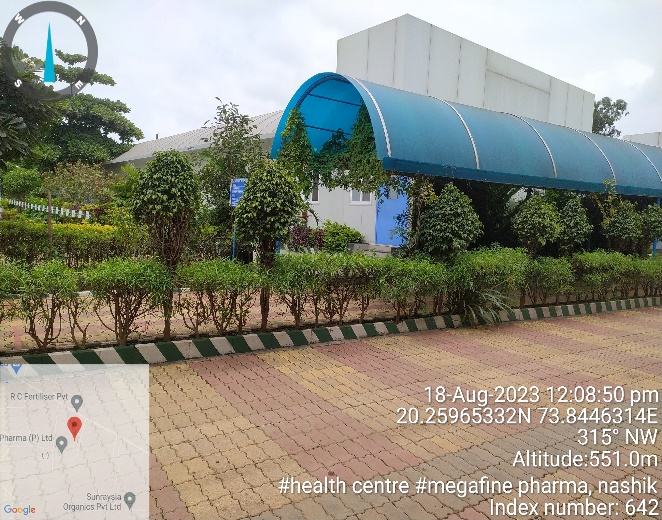 N
S
R C Fertiliser Pvt
Pharma (P) Ltd
Sunraysia
Organics Pvt Ltd
Google
18-Aug-2023 12:08:50 pm
20.25965332N 73.8446314E
315° NW
Altitude:551.0m
#health centre #megafine pharma, nashik
Index number: 642